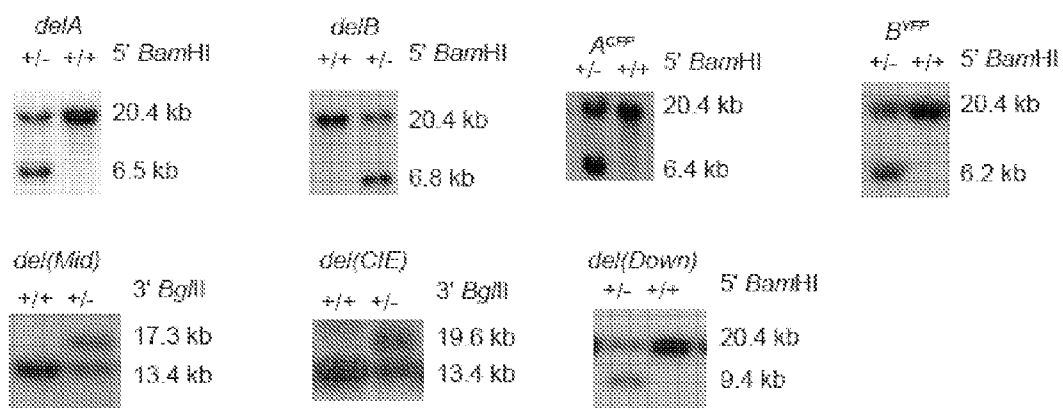 delA
+/- +/+ 5' BamHI
20.4 kb
6.5 kb
delB
+/+ +/- 5' BamHI
20.4 kb
6.8 kb
A^CFP
+/- +/+ 5' BamHI
20.4 kb
6.4 kb
B^YFP
+/- +/+ 5' BamHI
20.4 kb
6.2 kb
del(Mid)
+/+ +/- 3' BglII
17.3 kb
13.4 kb
del(CIE)
+/+ +/- 3' BglII
19.6 kb
13.4 kb
del(Down)
+/- +/+ 5' BamHI
20.4 kb
9.4 kb